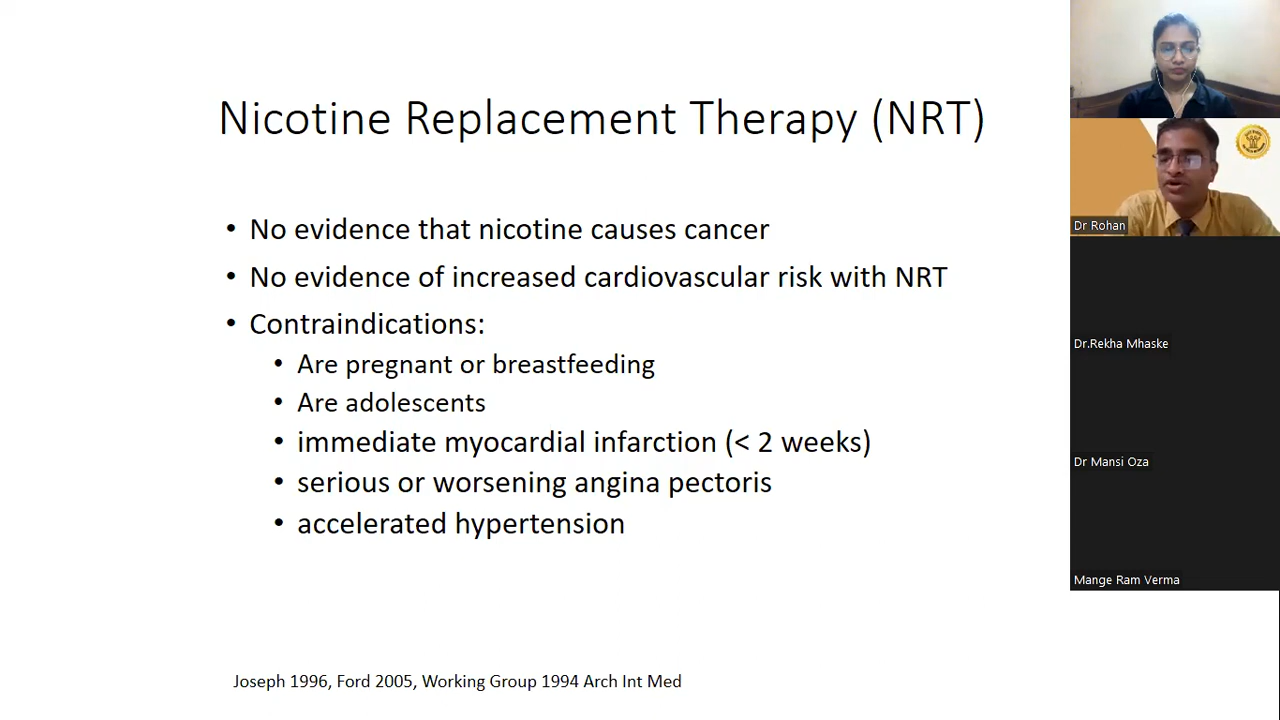 Nicotine Replacement Therapy (NRT)
• No evidence that nicotine causes cancer
• No evidence of increased cardiovascular risk with NRT
• Contraindications:
• Are pregnant or breastfeeding
• Are adolescents
• immediate myocardial infarction (< 2 weeks)
• serious or worsening angina pectoris
• accelerated hypertension
Joseph 1996, Ford 2005, Working Group 1994 Arch Int Med
Dr Rohan
Dr.Rekha Mhaske
Dr Mansi Oza
Mange Ram Verma